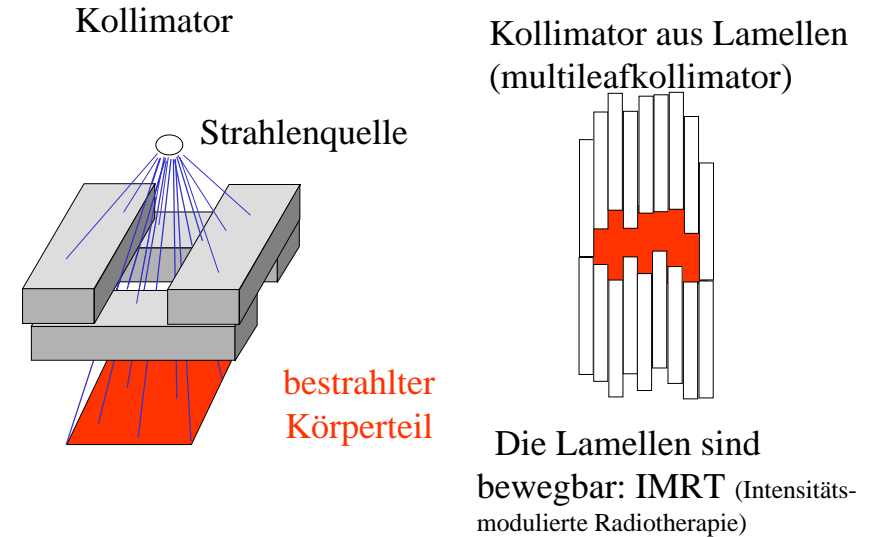 Kollimator
Strahlenquelle
bestrahlter
Körperteil
Kollimator aus Lamellen
(multileafkollimator)
Die Lamellen sind
bewegbar: IMRT (Intensitäts-
modulierte Radiotherapie)